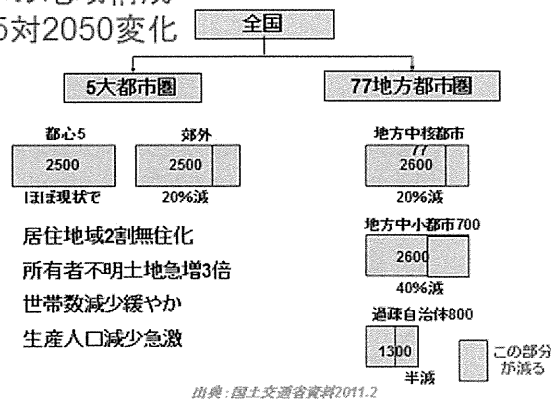 5対2050変化
全国
5大都市圏
77地方都市圏
都心5
郊外
地方中核都市
77
2500
2500
2600
ほぼ現状で
20%減
20%減
地方中小都市700
居住地域2割無住化
2600
所有者不明土地急増3倍
40%減
世帯数減少緩やか
過疎自治体800
生産人口減少急激
1300
この部分
が減る
半減
出典:国土交通省資料2011.2